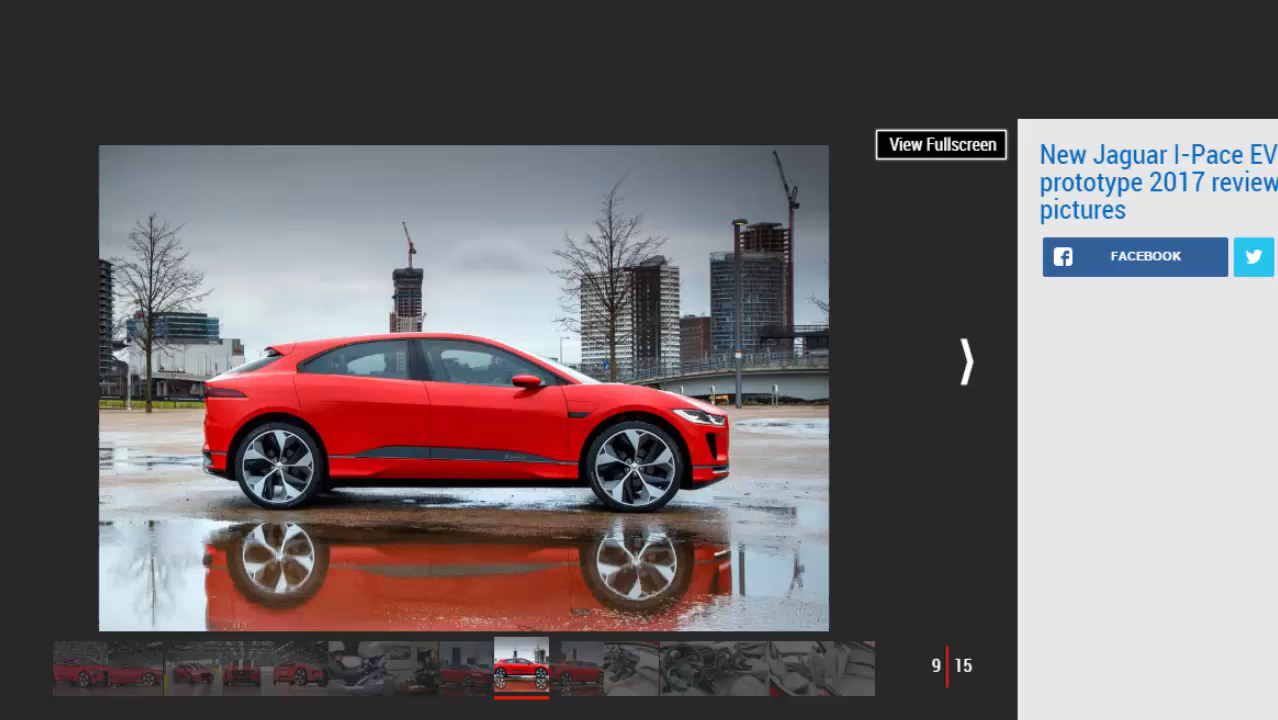 View Fullscreen
New Jaguar I-Pace EV
prototype 2017 review
pictures
FACEBOOK
9 15